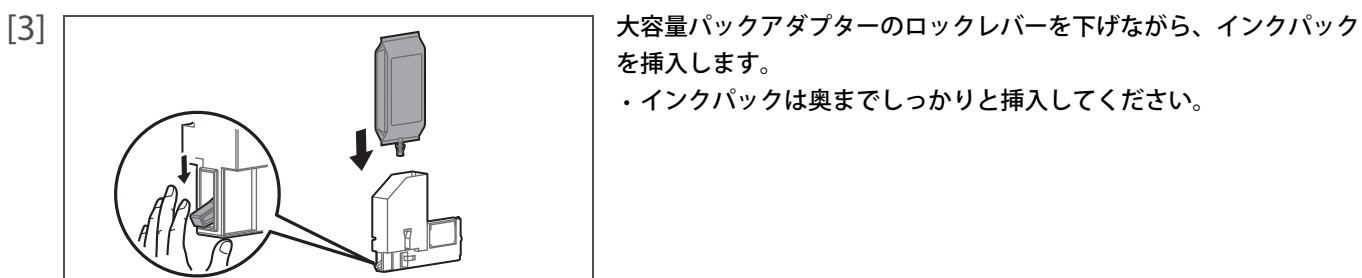 [3]
大容量パックアダプターのロックレバーを下げながら、インクパック
を挿入します。
・インクパックは奥までしっかりと挿入してください。